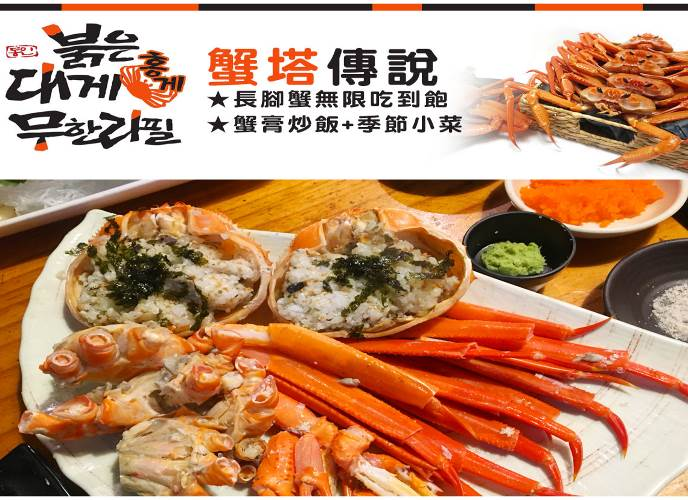 붉은
대게
홍게
무한리필
蟹塔傳說
★長腳蟹無限吃到飽
★蟹膏炒飯+季節小菜